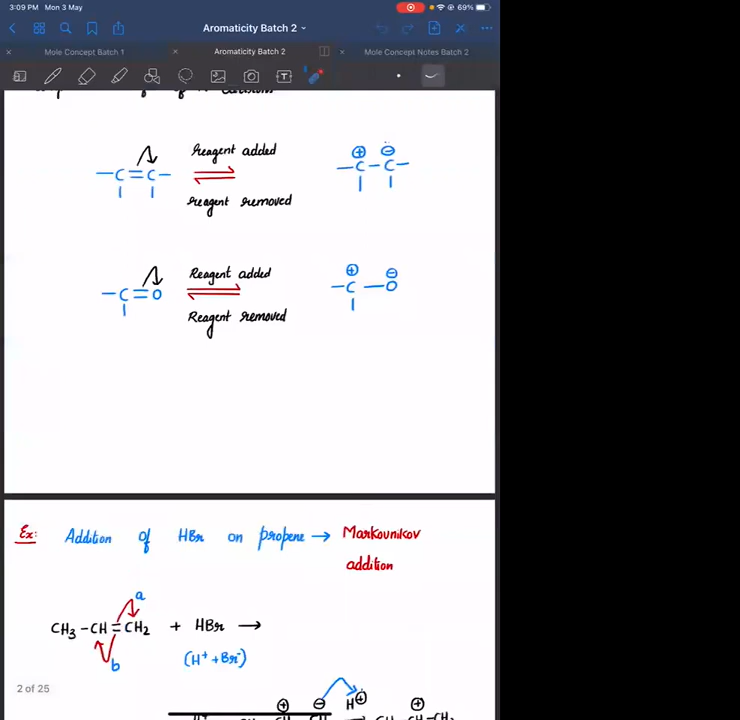 3:09 PM Mon 3 May
69%
Aromaticity Batch 2
Mole Concept Batch 1
Aromaticity Batch 2
Mole Concept Notes Batch 2
-C=C-
Reagent added
reagent removed
⊕ ⊖
-C-C-
-C=O
Reagent added
Reagent removed
⊕ ⊖
-C-O
Ex: Addition of HBr on propene → Markounikov
addition
a
CH3-CH=CH2 + HBr →
b
(H+ + Br-)
2 of 25
⊕ ⊖ H⊕ ⊕